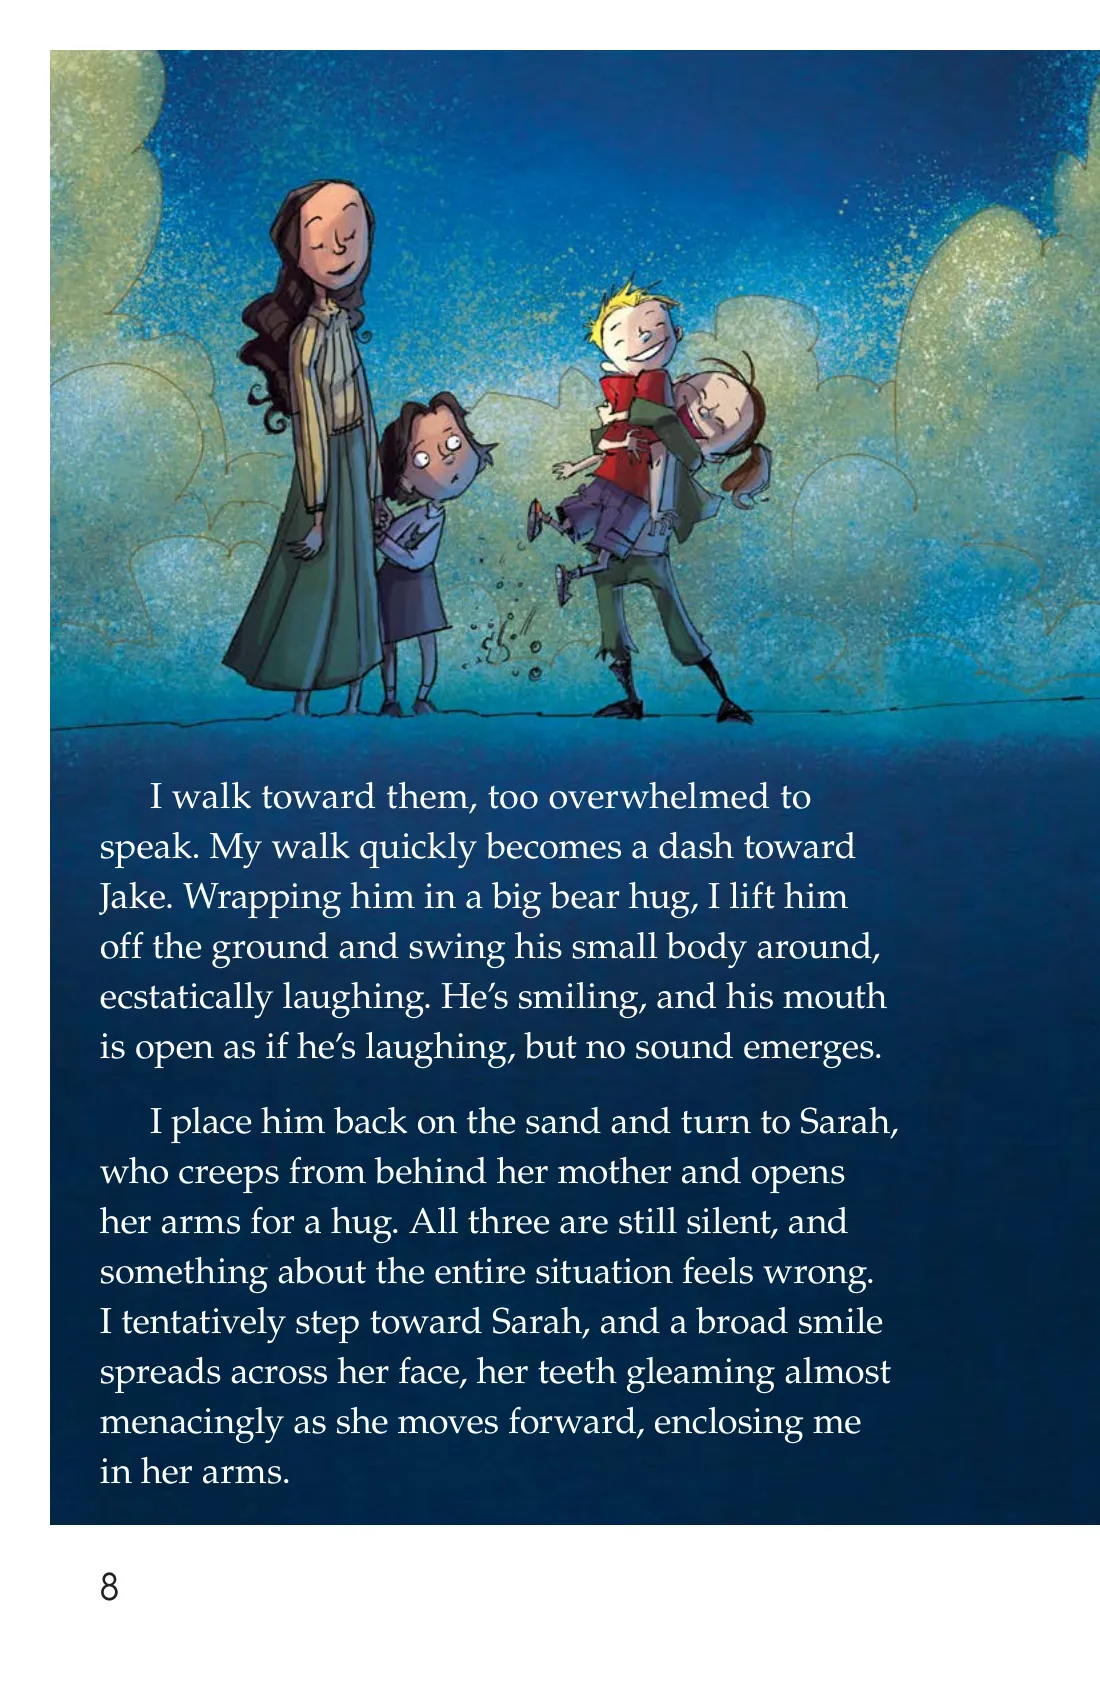 I walk toward them, too overwhelmed to
speak. My walk quickly becomes a dash toward
Jake. Wrapping him in a big bear hug, I lift him
off the ground and swing his small body around,
ecstatically laughing. He’s smiling, and his mouth
is open as if he’s laughing, but no sound emerges.
I place him back on the sand and turn to Sarah,
who creeps from behind her mother and opens
her arms for a hug. All three are still silent, and
something about the entire situation feels wrong.
I tentatively step toward Sarah, and a broad smile
spreads across her face, her teeth gleaming almost
menacingly as she moves forward, enclosing me
in her arms.
8